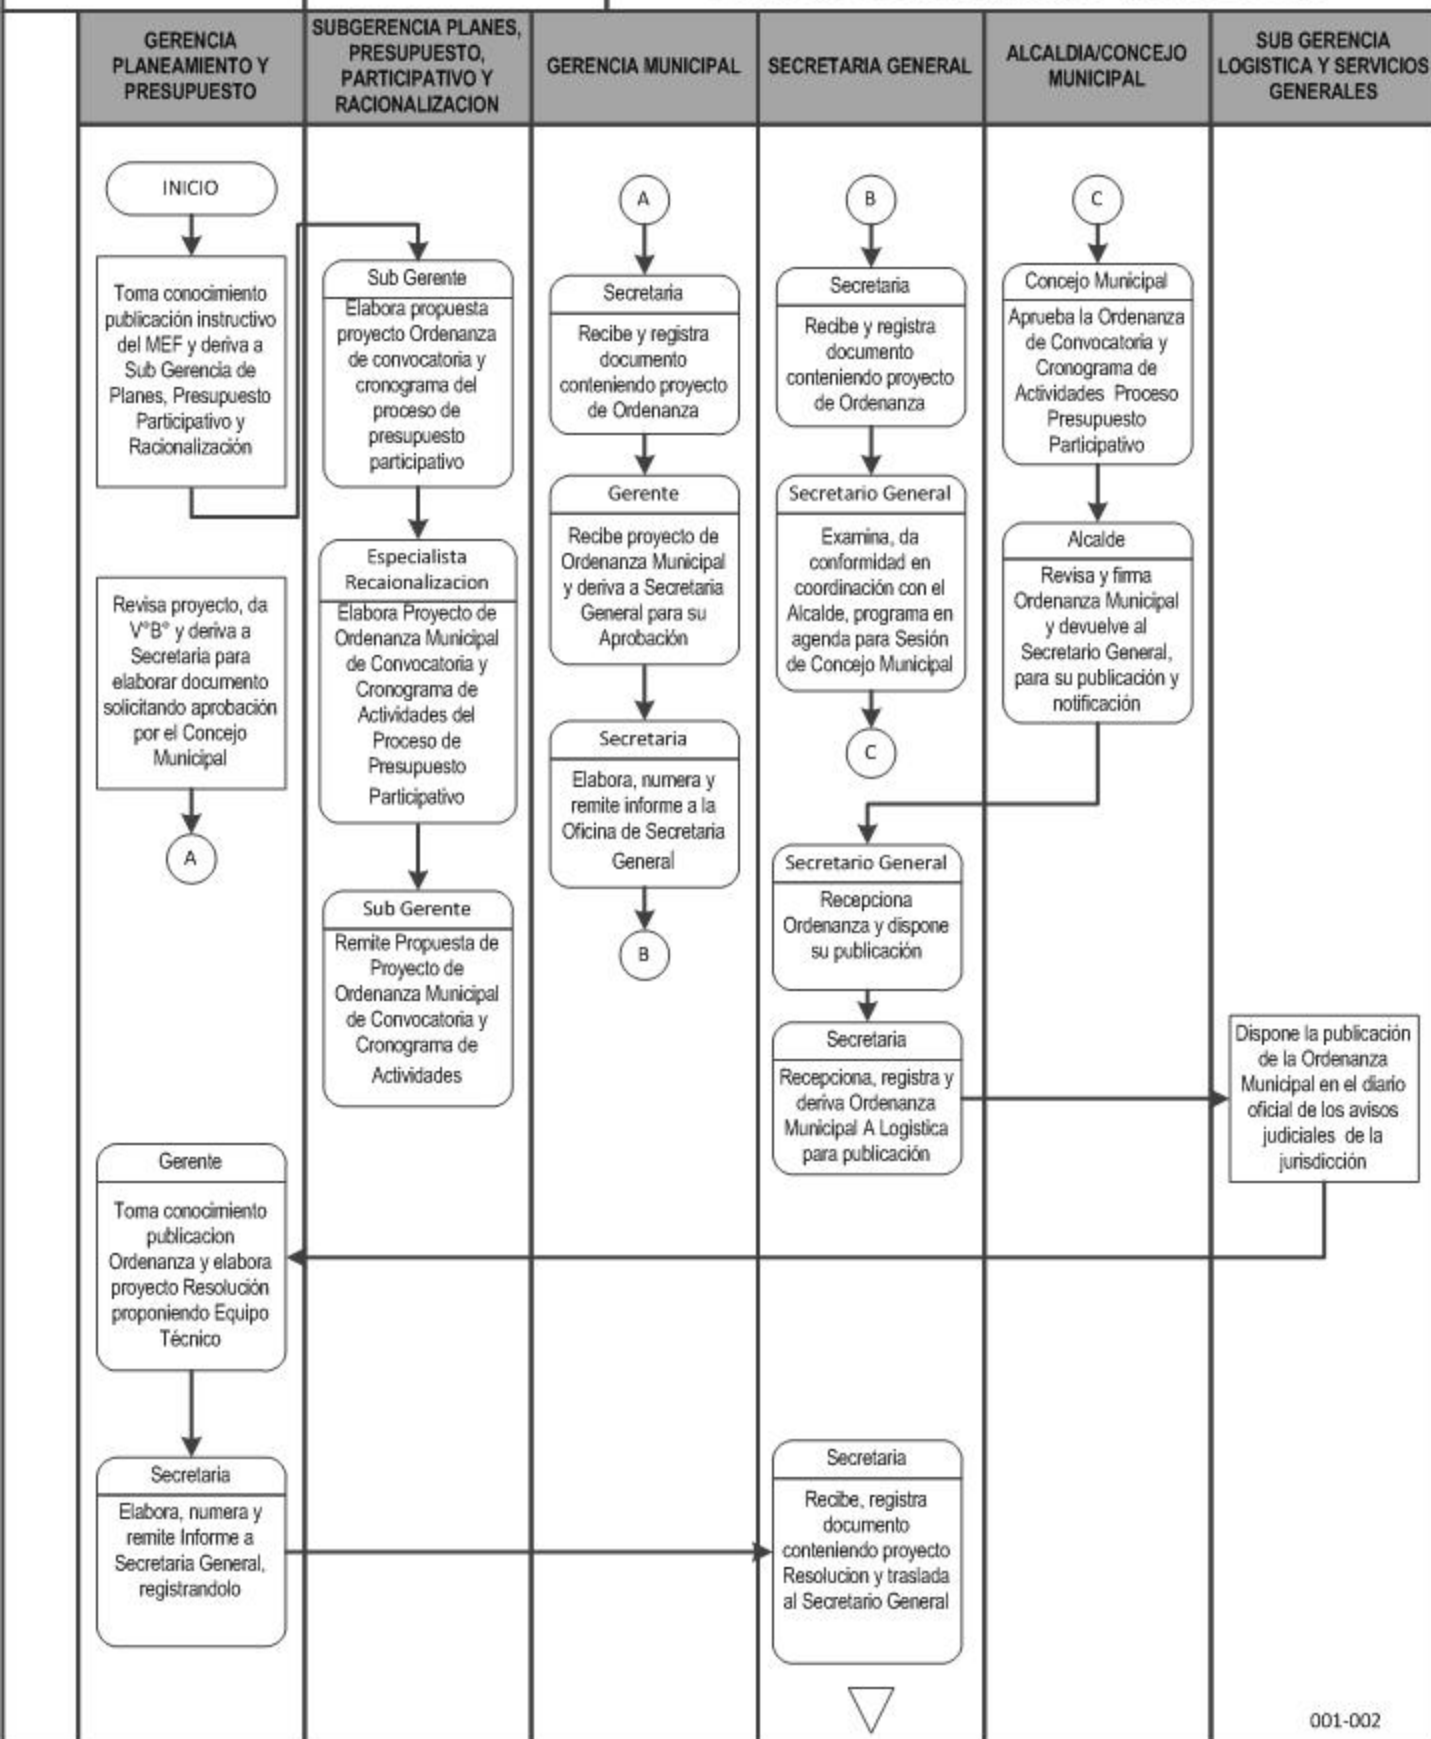 GERENCIA
PLANEAMIENTO Y
PRESUPUESTO
SUBGERENCIA PLANES,
PRESUPUESTO,
PARTICIPATIVO Y
RACIONALIZACION
GERENCIA MUNICIPAL
SECRETARIA GENERAL
ALCALDIA/CONCEJO
MUNICIPAL
SUB GERENCIA
LOGISTICA Y SERVICIOS
GENERALES
INICIO
Toma conocimiento
publicación instructivo
del MEF y deriva a
Sub Gerencia de
Planes, Presupuesto
Participativo y
Racionalización
Revisa proyecto, da
V°B° y deriva a
Secretaria para
elaborar documento
solicitando aprobación
por el Concejo
Municipal
A
Gerente
Toma conocimiento
publicacion
Ordenanza y elabora
proyecto Resolución
proponiendo Equipo
Técnico
Secretaria
Elabora, numera y
remite Informe a
Secretaria General,
registrandolo
Sub Gerente
Elabora propuesta
proyecto Ordenanza
de convocatoria y
cronograma del
proceso de
presupuesto
participativo
Especialista
Recaionalizacion
Elabora Proyecto de
Ordenanza Municipal
de Convocatoria y
Cronograma de
Actividades del
Proceso de
Presupuesto
Participativo
Sub Gerente
Remite Propuesta de
Proyecto de
Ordenanza Municipal
de Convocatoria y
Cronograma de
Actividades
A
Secretaria
Recibe y registra
documento
conteniendo proyecto
de Ordenanza
Gerente
Recibe proyecto de
Ordenanza Municipal
y deriva a Secretaria
General para su
Aprobación
Secretaria
Elabora, numera y
remite informe a la
Oficina de Secretaria
General
B
B
Secretaria
Recibe y registra
documento
conteniendo proyecto
de Ordenanza
Secretario General
Examina, da
conformidad en
coordinación con el
Alcalde, programa en
agenda para Sesión
de Concejo Municipal
C
Secretario General
Recepciona
Ordenanza y dispone
su publicación
Secretaria
Recepciona, registra y
deriva Ordenanza
Municipal A Logistica
para publicación
Secretaria
Recibe, registra
documento
conteniendo proyecto
Resolucion y traslada
al Secretario General
C
Concejo Municipal
Aprueba la Ordenanza
de Convocatoria y
Cronograma de
Actividades Proceso
Presupuesto
Participativo
Alcalde
Revisa y firma
Ordenanza Municipal
y devuelve al
Secretario General,
para su publicación y
notificación
Dispone la publicación
de la Ordenanza
Municipal en el diario
oficial de los avisos
judiciales de la
jurisdicción
001-002